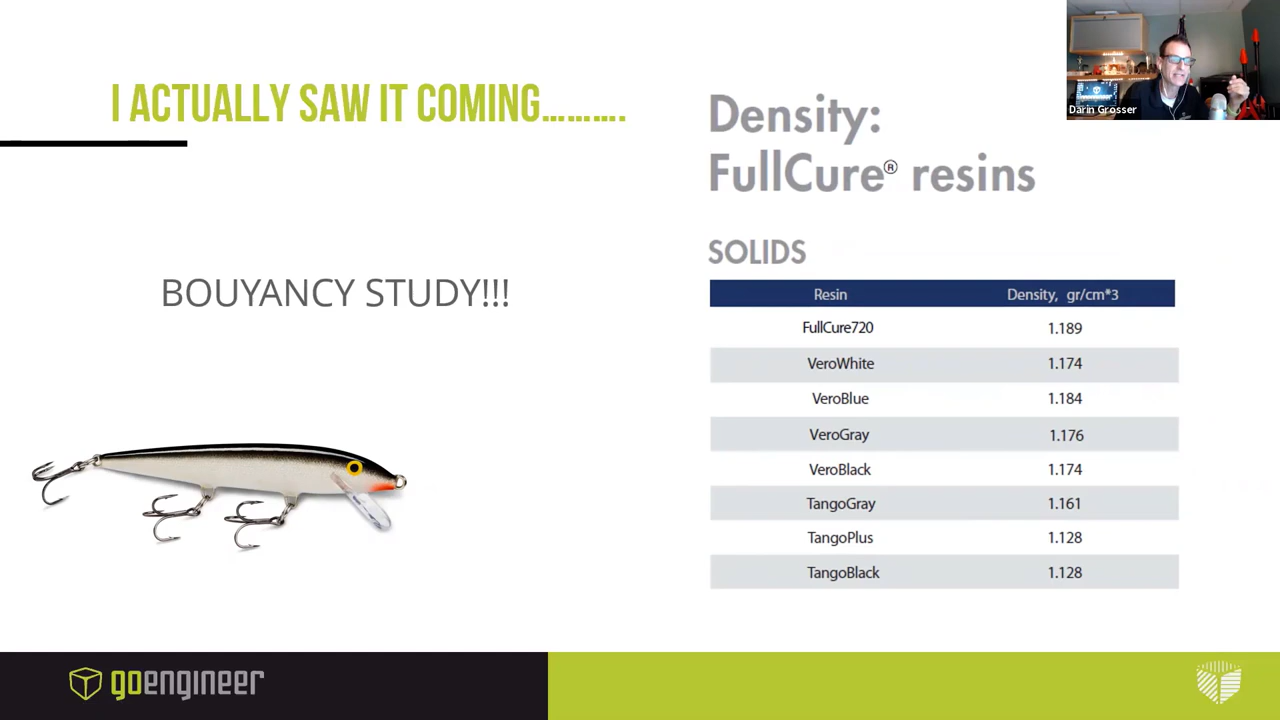 I ACTUALLY SAW IT COMING..........
BOUYANCY STUDY!!!
Density:
FullCure® resins
SOLIDS
Resin Density, gr/cm*3
FullCure720 1.189
VeroWhite 1.174
VeroBlue 1.184
VeroGray 1.176
VeroBlack 1.174
TangoGray 1.161
TangoPlus 1.128
TangoBlack 1.128
Darin Grosser
goengineer